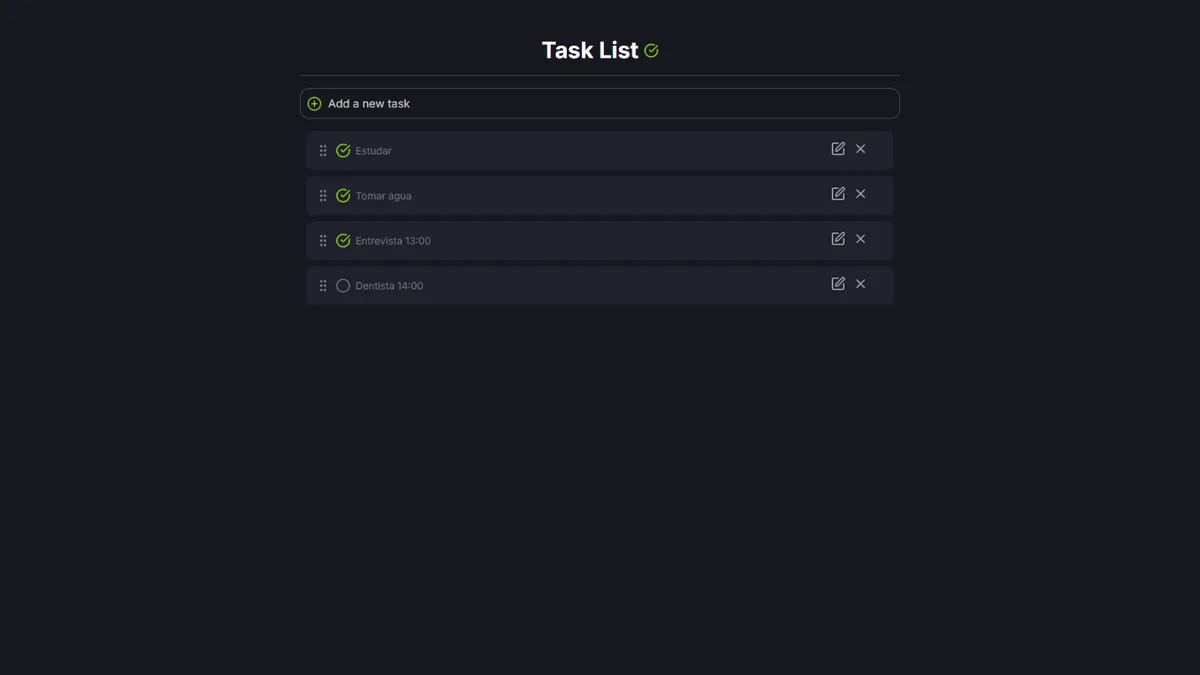 Task List
Add a new task
Estudar
Tomar água
Entrevista 13:00
Dentista 14:00